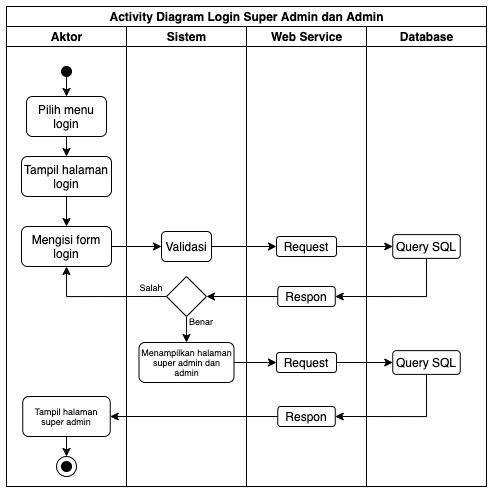 Activity Diagram Login Super Admin dan Admin
Aktor
Sistem
Web Service
Database
Pilih menu
login
Tampil halaman
login
Mengisi form
login
Validasi
Request
Query SQL
Salah
Respon
Benar
Menampilkan halaman
super admin dan
admin
Request
Query SQL
Tampil halaman
super admin
Respon